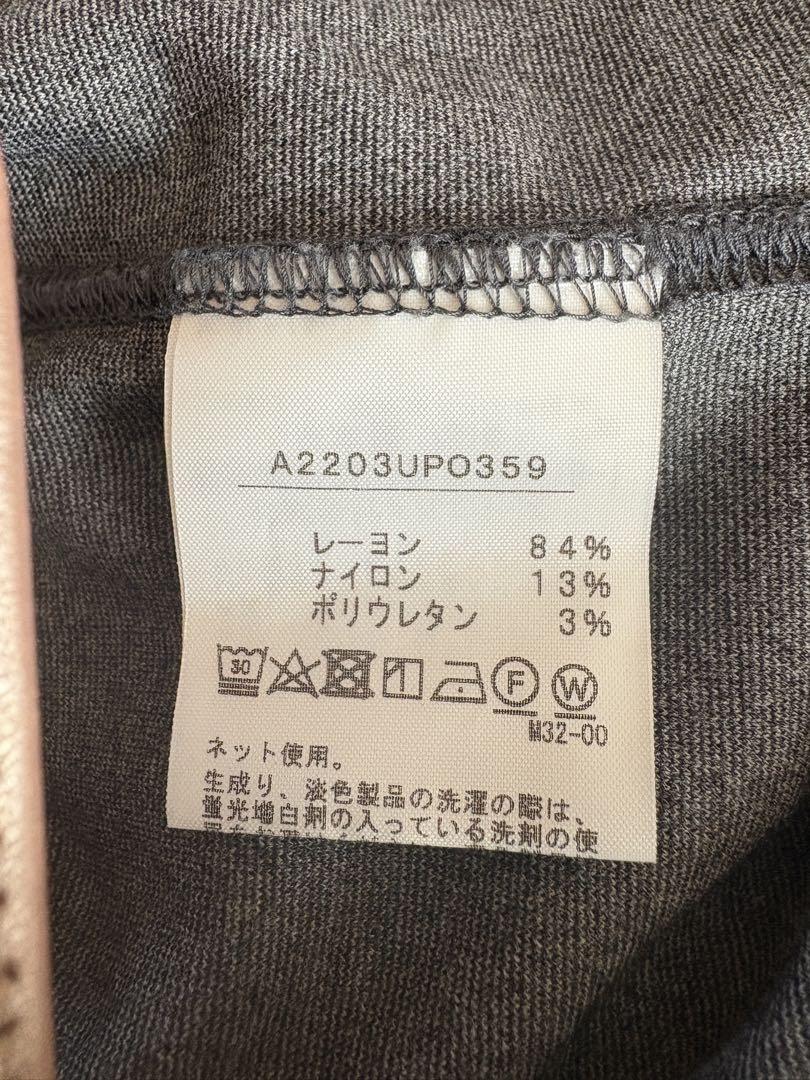 A2203UPO359
レーヨン 84%
ナイロン 13%
ポリウレタン 3%
30 F W
M32-00
ネット使用。
生成り、淡色製品の洗濯の際は、
蛍光増白剤の入っている洗剤の使